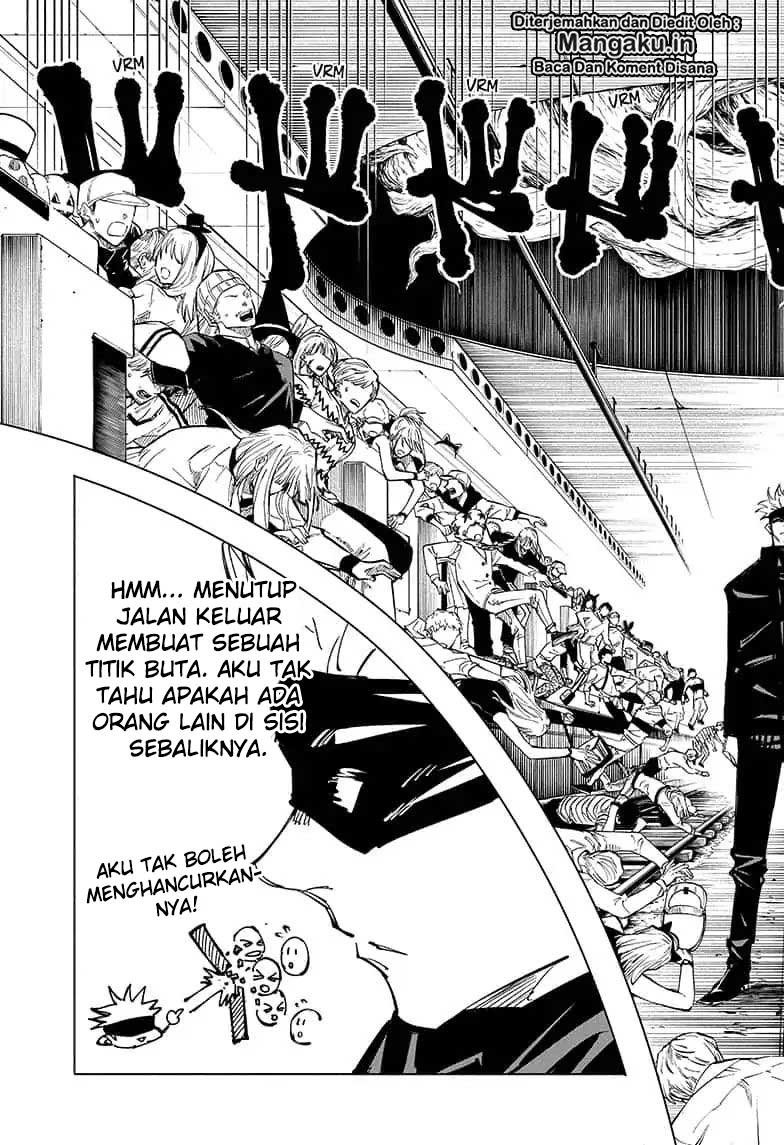 Diterjemahkan dan Diedit Oleh:
Mangaku.in
Baca Dan Koment Disana
VRM
VRM
VRM
VRM
HMM... MENUTUP
JALAN KELUAR
MEMBUAT SEBUAH
TITIK BUTA. AKU TAK
TAHU APAKAH ADA
ORANG LAIN DI SISI
SEBALIKNYA.
AKU TAK BOLEH
MENGHANCURKAN-
NYA!